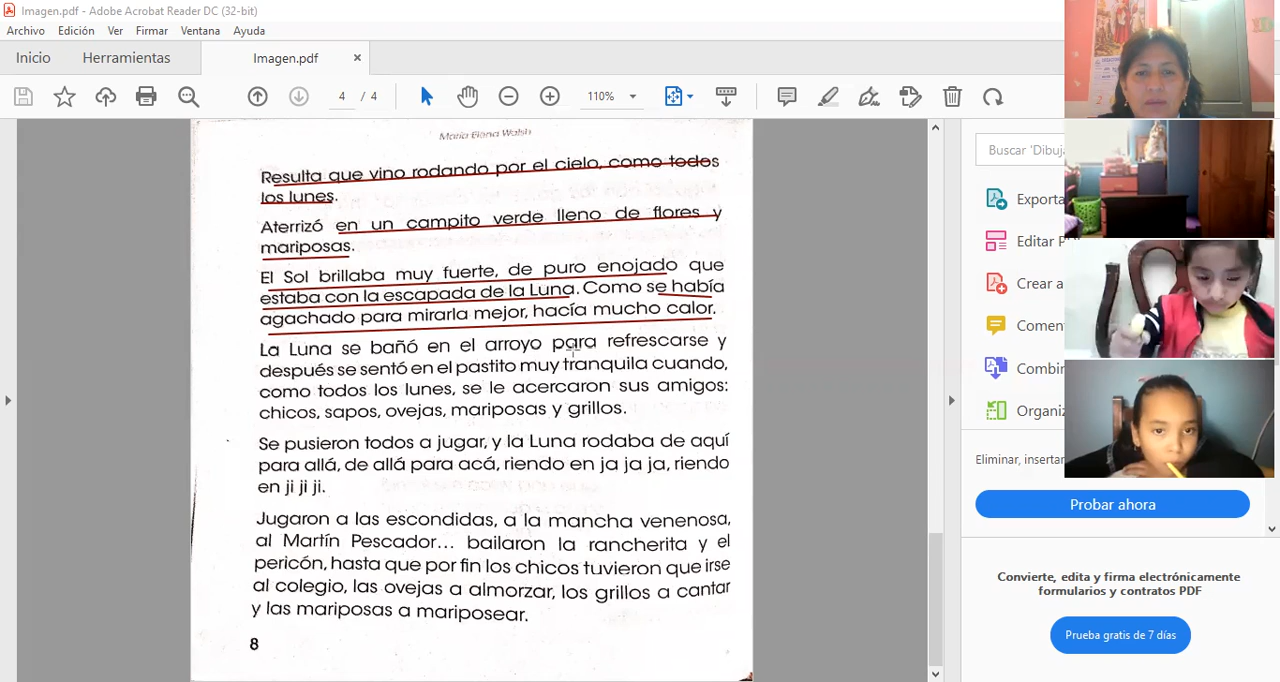 Imagen.pdf - Adobe Acrobat Reader DC (32-bit)
Archivo Edición Ver Firmar Ventana Ayuda
Inicio Herramientas Imagen.pdf ×
4 / 4 110%
Buscar 'Dibuja
María Elena Walsh
Resulta que vino rodando por el cielo, como todos
los lunes.
Aterrizó en un campito verde lleno de flores y
mariposas.
El Sol brillaba muy fuerte, de puro enojado que
estaba con la escapada de la Luna. Como se había
agachado para mirarla mejor, hacía mucho calor.
La Luna se bañó en el arroyo para refrescarse y
después se sentó en el pastito muy tranquila cuando,
como todos los lunes, se le acercaron sus amigos:
chicos, sapos, ovejas, mariposas y grillos.
Se pusieron todos a jugar, y la Luna rodaba de aquí
para allá, de allá para acá, riendo en ja ja ja, riendo
en ji ji ji.
Jugaron a las escondidas, a la mancha venenosa,
al Martín Pescador... bailaron la rancherita y el
pericón, hasta que por fin los chicos tuvieron que irse
al colegio, las ovejas a almorzar, los grillos a cantar
y las mariposas a mariposear.
8
Exporta
Editar P
Crear a
Comen
Combi
Organiz
Eliminar, insertar
Probar ahora
Convierte, edita y firma electrónicamente
formularios y contratos PDF
Prueba gratis de 7 días